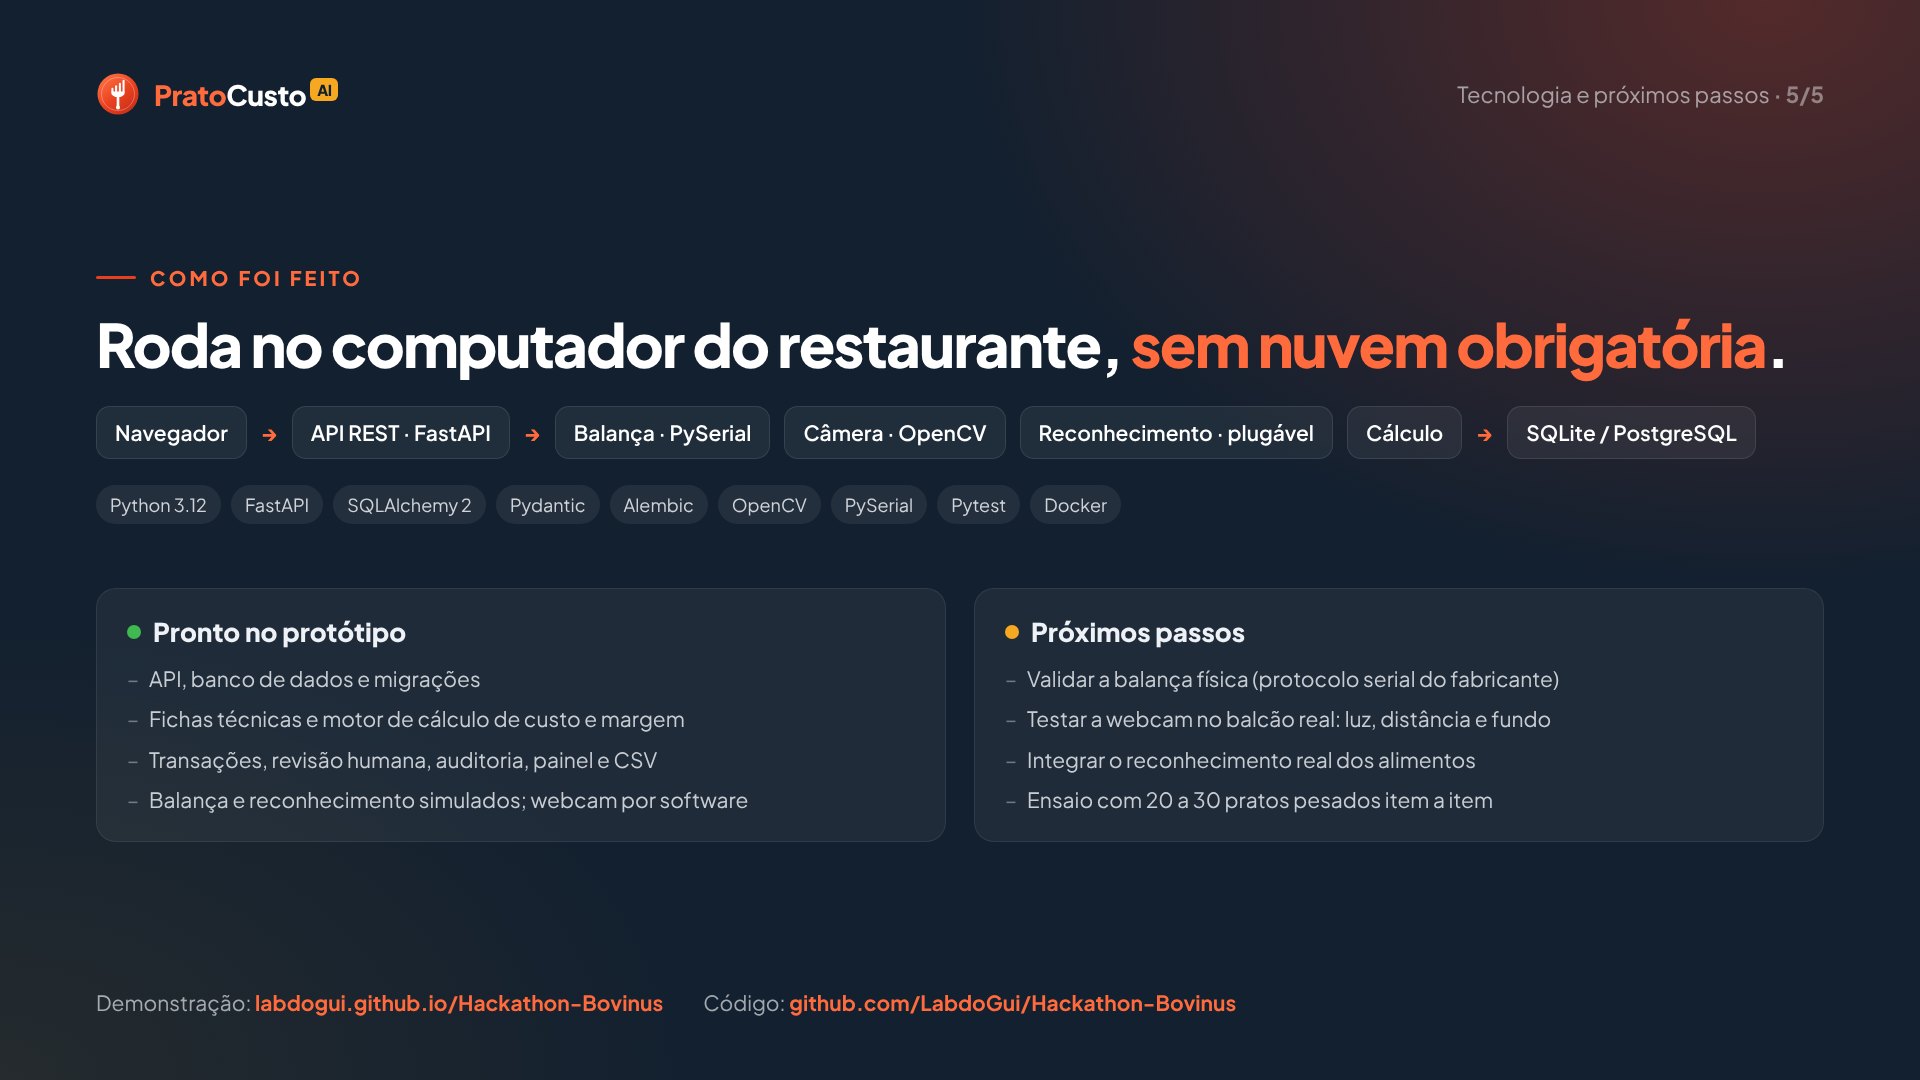 PratoCusto AI
Tecnologia e próximos passos · 5/5
COMO FOI FEITO
Roda no computador do restaurante, sem nuvem obrigatória.
Navegador → API REST · FastAPI → Balança · PySerial Câmera · OpenCV Reconhecimento · plugável Cálculo → SQLite / PostgreSQL
Python 3.12 FastAPI SQLAlchemy 2 Pydantic Alembic OpenCV PySerial Pytest Docker
Pronto no protótipo
– API, banco de dados e migrações
– Fichas técnicas e motor de cálculo de custo e margem
– Transações, revisão humana, auditoria, painel e CSV
– Balança e reconhecimento simulados; webcam por software
Próximos passos
– Validar a balança física (protocolo serial do fabricante)
– Testar a webcam no balcão real: luz, distância e fundo
– Integrar o reconhecimento real dos alimentos
– Ensaio com 20 a 30 pratos pesados item a item
Demonstração: labdogui.github.io/Hackathon-Bovinus Código: github.com/LabdoGui/Hackathon-Bovinus